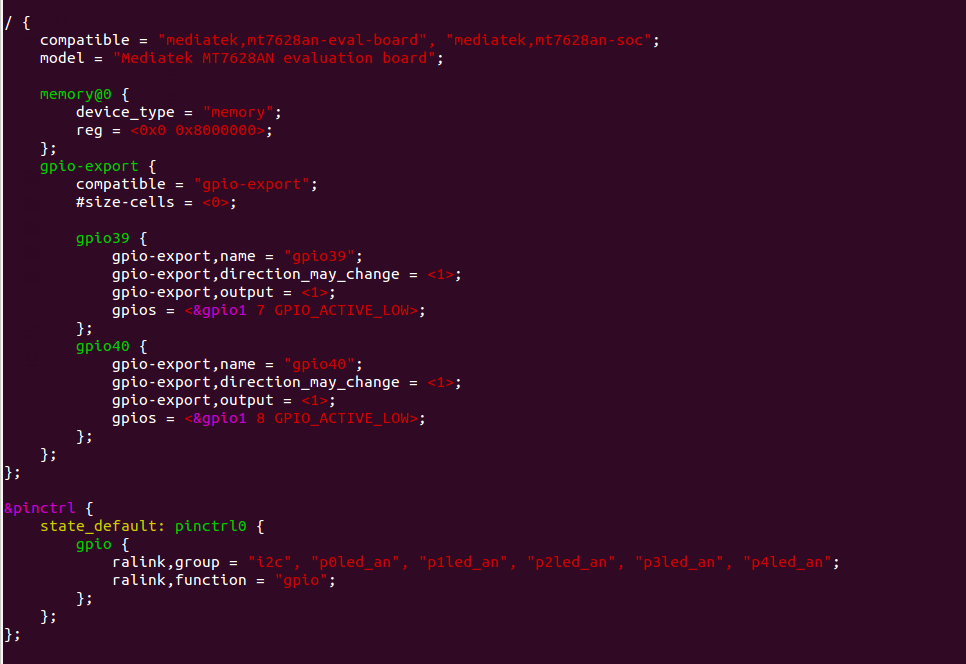 / {
    compatible = "mediatek,mt7628an-eval-board", "mediatek,mt7628an-soc";
    model = "Mediatek MT7628AN evaluation board";
    memory@0 {
        device_type = "memory";
        reg = <0x0 0x8000000>;
    };
    gpio-export {
        compatible = "gpio-export";
        #size-cells = <0>;
        gpio39 {
            gpio-export,name = "gpio39";
            gpio-export,direction_may_change = <1>;
            gpio-export,output = <1>;
            gpios = <&gpio1 7 GPIO_ACTIVE_LOW>;
        };
        gpio40 {
            gpio-export,name = "gpio40";
            gpio-export,direction_may_change = <1>;
            gpio-export,output = <1>;
            gpios = <&gpio1 8 GPIO_ACTIVE_LOW>;
        };
    };
};
&pinctrl {
    state_default: pinctrl0 {
        gpio {
            ralink,group = "i2c", "p0led_an", "p1led_an", "p2led_an", "p3led_an", "p4led_an";
            ralink,function = "gpio";
        };
    };
};